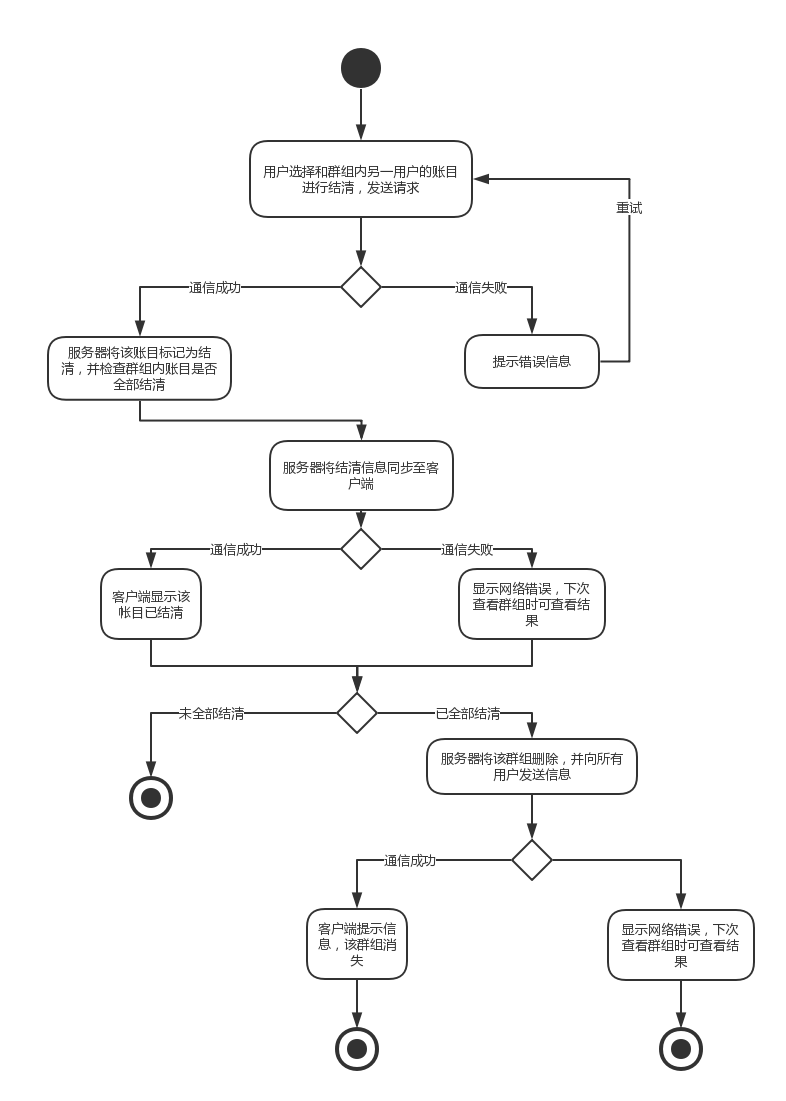 用户选择和群组内另一用户的账目
进行结清，发送请求
重试
通信成功
通信失败
服务器将该账目标记为结
清，并检查群组内账目是否
全部结清
提示错误信息
服务器将结清信息同步至客
户端
通信成功
通信失败
客户端显示该
帐目已结清
显示网络错误，下次
查看群组时可查看结
果
未全部结清
已全部结清
服务器将该群组删除，并向所有
用户发送信息
通信成功
客户端提示信
息，该群组消
失
显示网络错误，下次
查看群组时可查看结
果